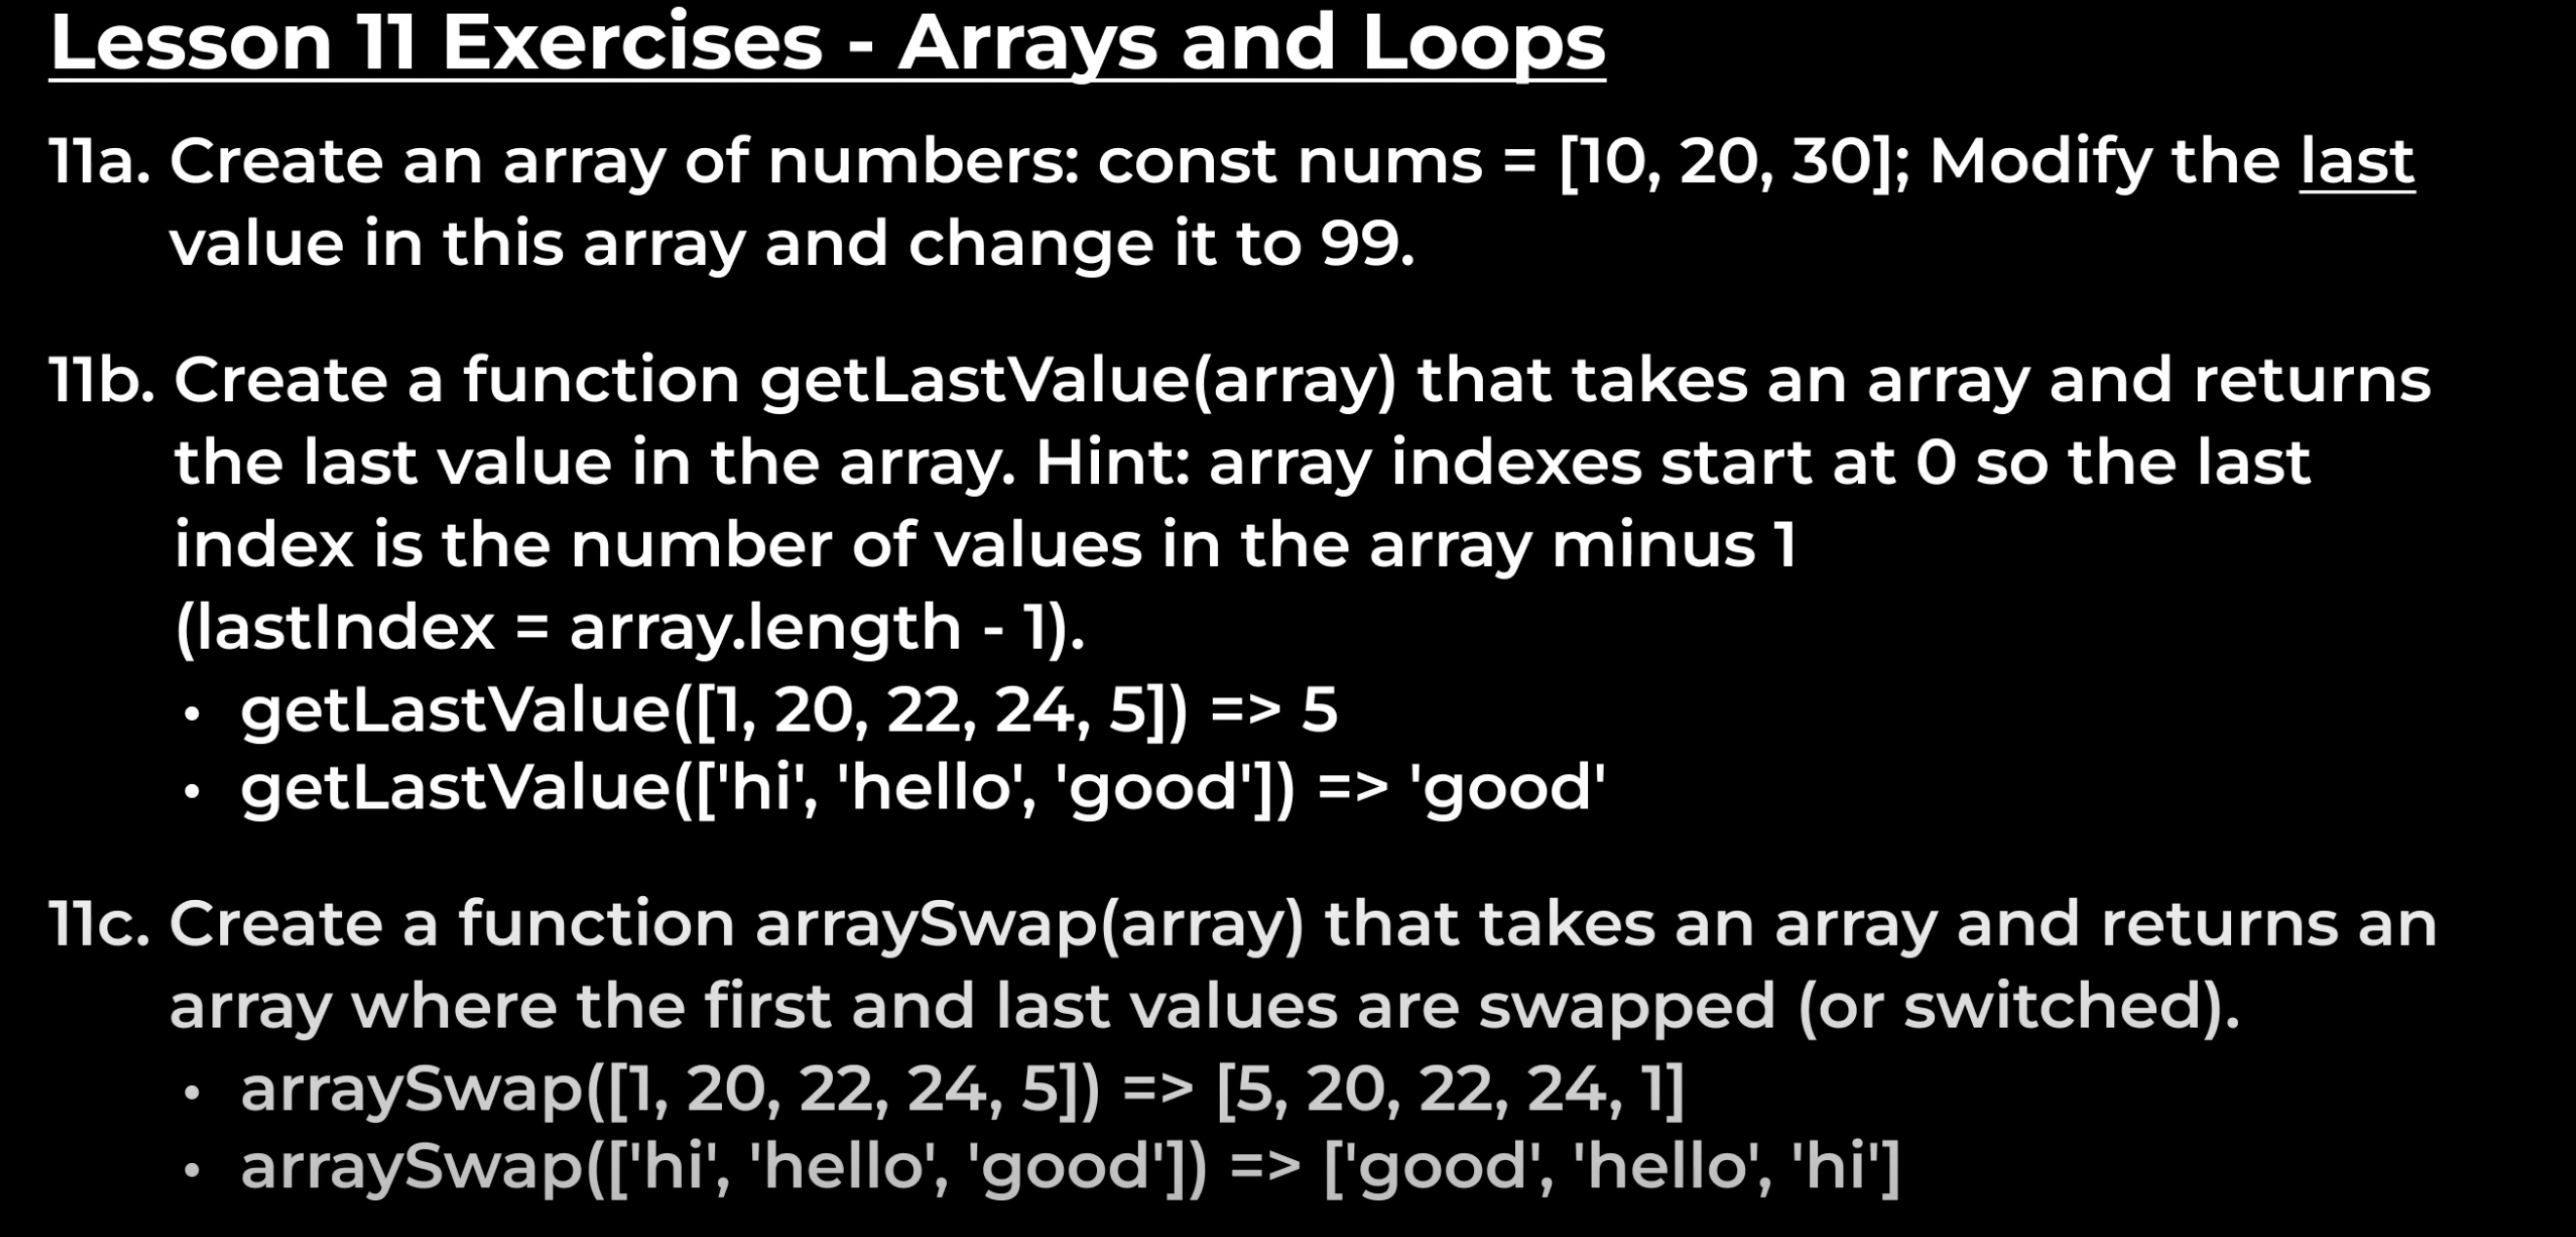 Lesson 11 Exercises - Arrays and Loops
11a. Create an array of numbers: const nums = [10, 20, 30]; Modify the last
value in this array and change it to 99.
11b. Create a function getLastValue(array) that takes an array and returns
the last value in the array. Hint: array indexes start at 0 so the last
index is the number of values in the array minus 1
(lastIndex = array.length - 1).
• getLastValue([1, 20, 22, 24, 5]) => 5
• getLastValue(['hi', 'hello', 'good']) => 'good'
11c. Create a function arraySwap(array) that takes an array and returns an
array where the first and last values are swapped (or switched).
• arraySwap([1, 20, 22, 24, 5]) => [5, 20, 22, 24, 1]
• arraySwap(['hi', 'hello', 'good']) => ['good', 'hello', 'hi']